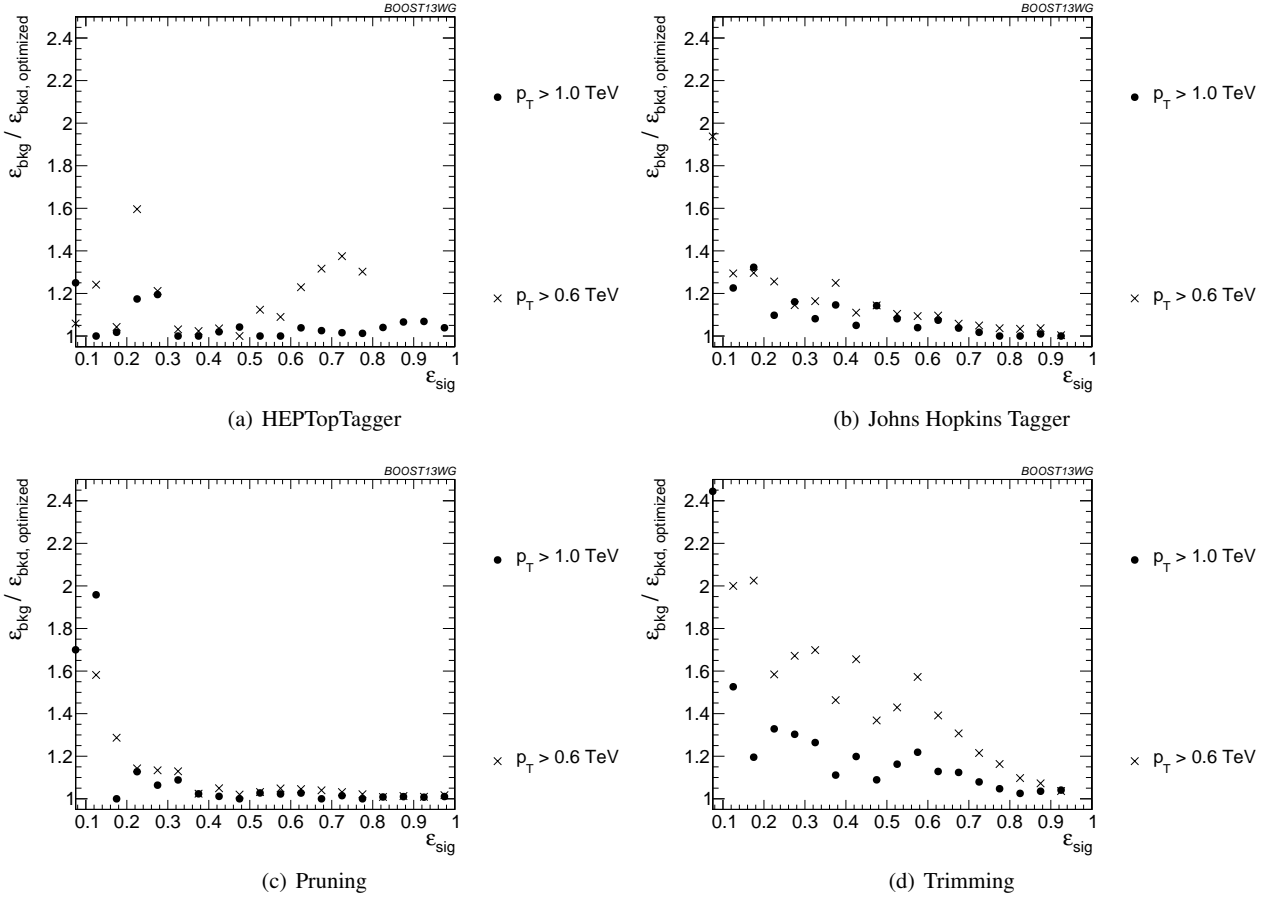 BOOST13WG
ε_bkg / ε_bkd, optimized
2.4
2.2
2
1.8
1.6
1.4
1.2
1
0.1 0.2 0.3 0.4 0.5 0.6 0.7 0.8 0.9 1
ε_sig
p_T > 1.0 TeV
p_T > 0.6 TeV
(a) HEPTopTagger
BOOST13WG
ε_bkg / ε_bkd, optimized
2.4
2.2
2
1.8
1.6
1.4
1.2
1
0.1 0.2 0.3 0.4 0.5 0.6 0.7 0.8 0.9 1
ε_sig
p_T > 1.0 TeV
p_T > 0.6 TeV
(b) Johns Hopkins Tagger
BOOST13WG
ε_bkg / ε_bkd, optimized
2.4
2.2
2
1.8
1.6
1.4
1.2
1
0.1 0.2 0.3 0.4 0.5 0.6 0.7 0.8 0.9 1
ε_sig
p_T > 1.0 TeV
p_T > 0.6 TeV
(c) Pruning
BOOST13WG
ε_bkg / ε_bkd, optimized
2.4
2.2
2
1.8
1.6
1.4
1.2
1
0.1 0.2 0.3 0.4 0.5 0.6 0.7 0.8 0.9 1
ε_sig
p_T > 1.0 TeV
p_T > 0.6 TeV
(d) Trimming